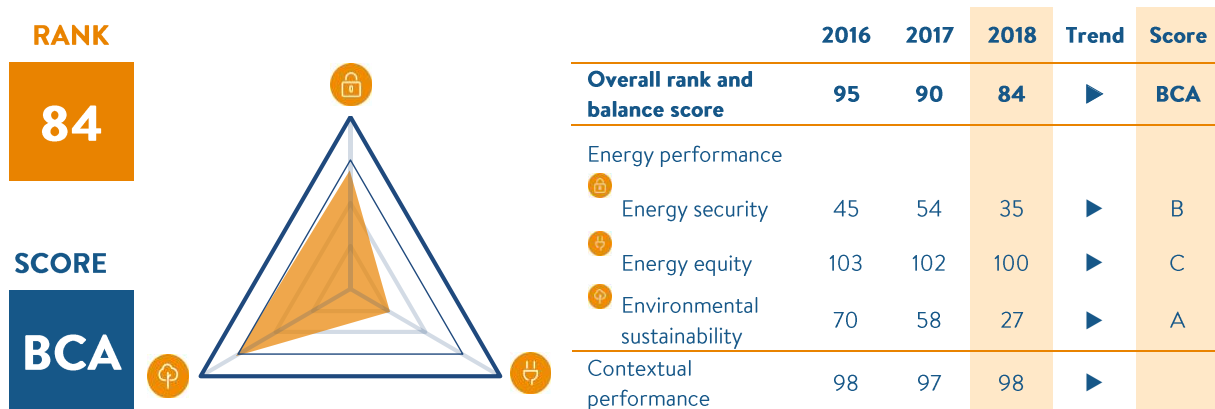 RANK
84
SCORE
BCA
2016 2017 2018 Trend Score
Overall rank and
balance score 95 90 84 ▶ BCA
Energy performance
Energy security 45 54 35 ▶ B
Energy equity 103 102 100 ▶ C
Environmental
sustainability 70 58 27 ▶ A
Contextual
performance 98 97 98 ▶